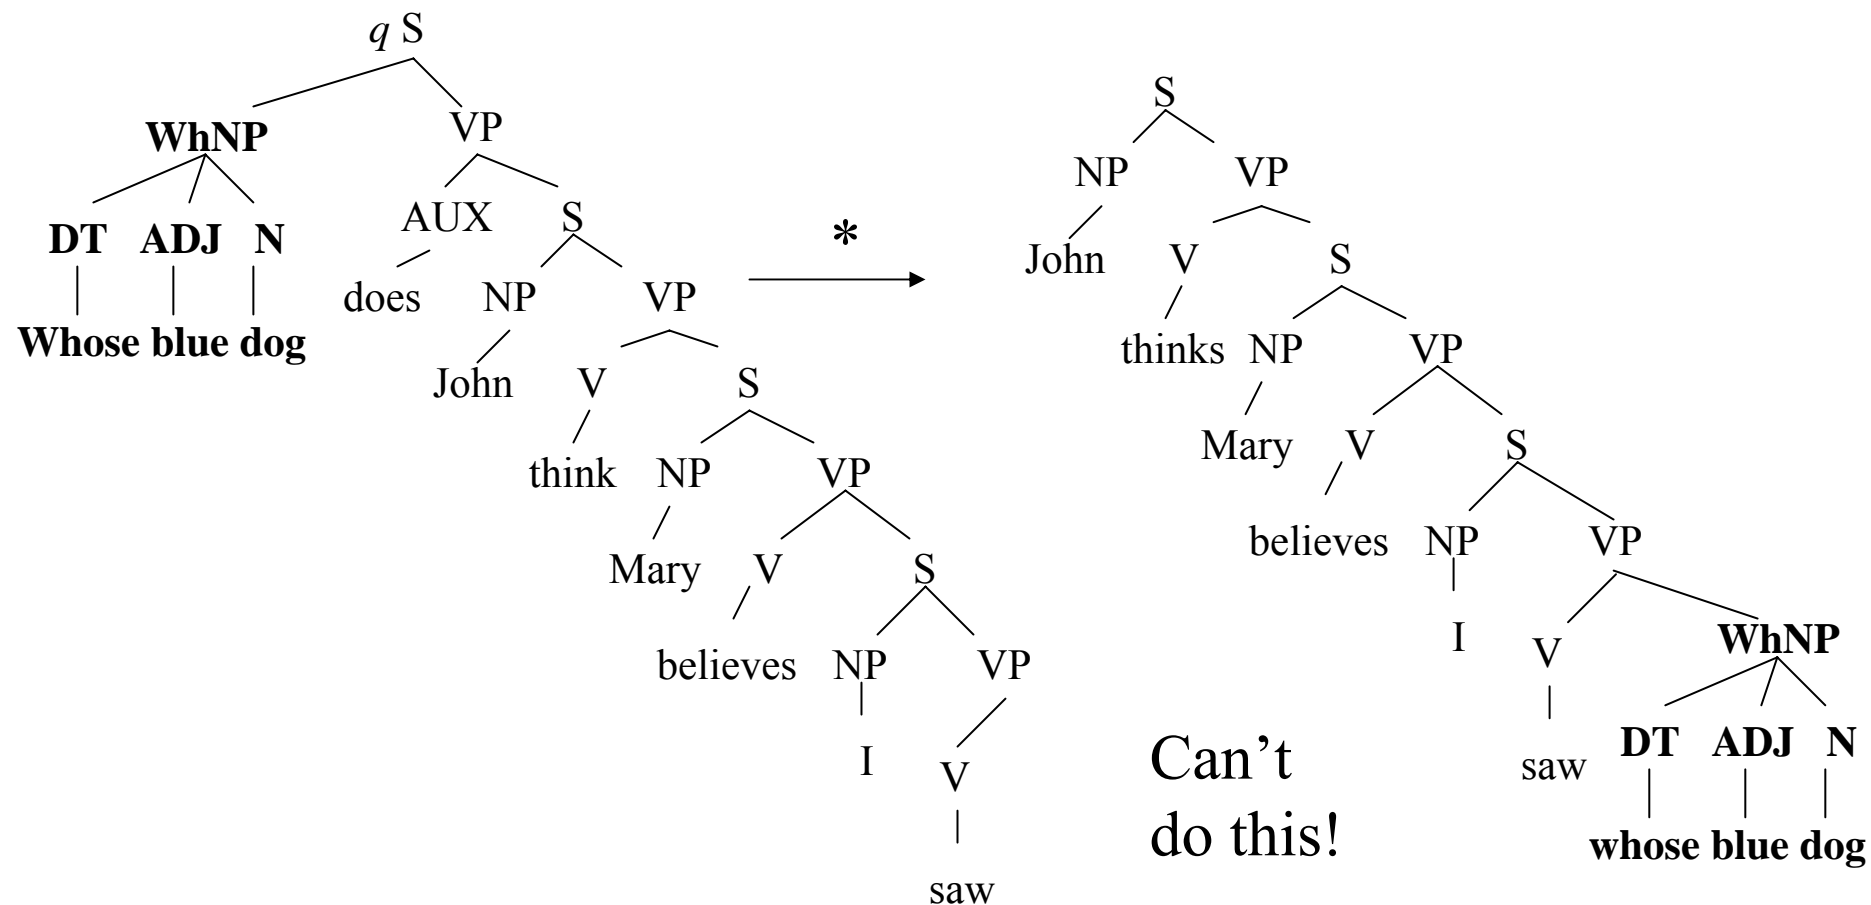 q S
WhNP VP
DT ADJ N AUX S
Whose blue dog does NP VP
John V S
think NP VP
Mary V S
believes NP VP
I V
saw
*
S
NP VP
John V S
thinks NP VP
Mary V S
believes NP VP
I V WhNP
saw DT ADJ N
whose blue dog
Can't
do this!